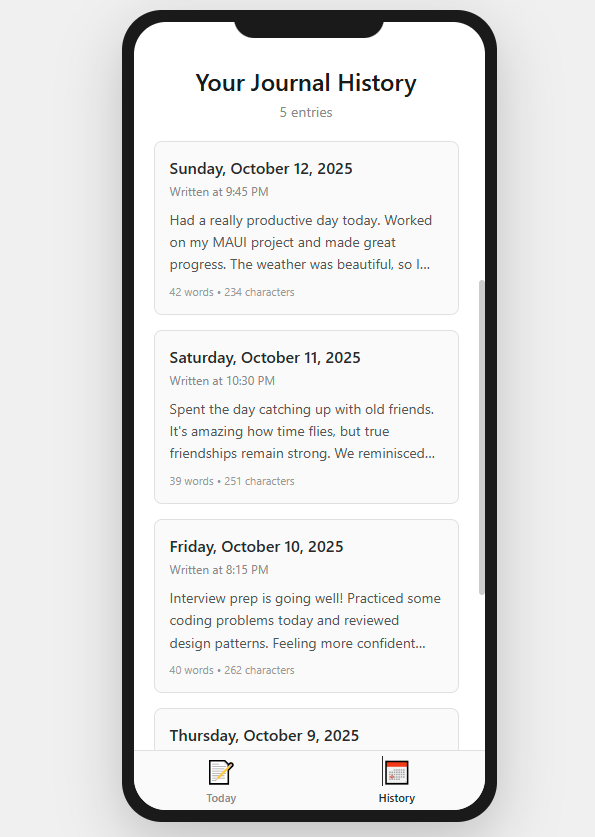 Your Journal History
5 entries
Sunday, October 12, 2025
Written at 9:45 PM
Had a really productive day today. Worked
on my MAUI project and made great
progress. The weather was beautiful, so I...
42 words • 234 characters
Saturday, October 11, 2025
Written at 10:30 PM
Spent the day catching up with old friends.
It's amazing how time flies, but true
friendships remain strong. We reminisced...
39 words • 251 characters
Friday, October 10, 2025
Written at 8:15 PM
Interview prep is going well! Practiced some
coding problems today and reviewed
design patterns. Feeling more confident...
40 words • 262 characters
Thursday, October 9, 2025
Today
History